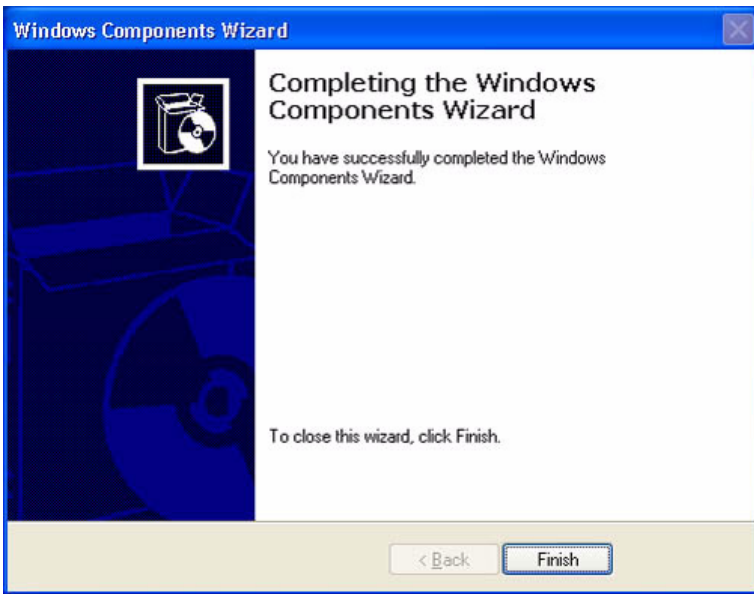 Windows Components Wizard
Completing the Windows
Components Wizard
You have successfully completed the Windows
Components Wizard.
To close this wizard, click Finish.
< Back
Finish